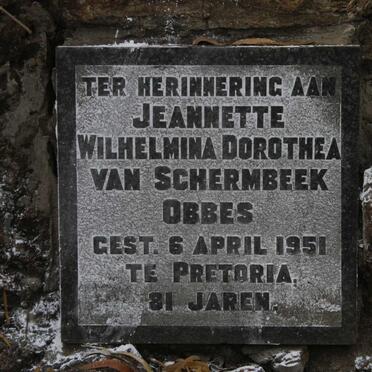 TER HERINNERING AAN
JEANNETTE
WILHELMINA DOROTHEA
VAN SCHERMBEEK
OBBES
GEST. 6 APRIL 1951
TE PRETORIA.
81 JAREN.